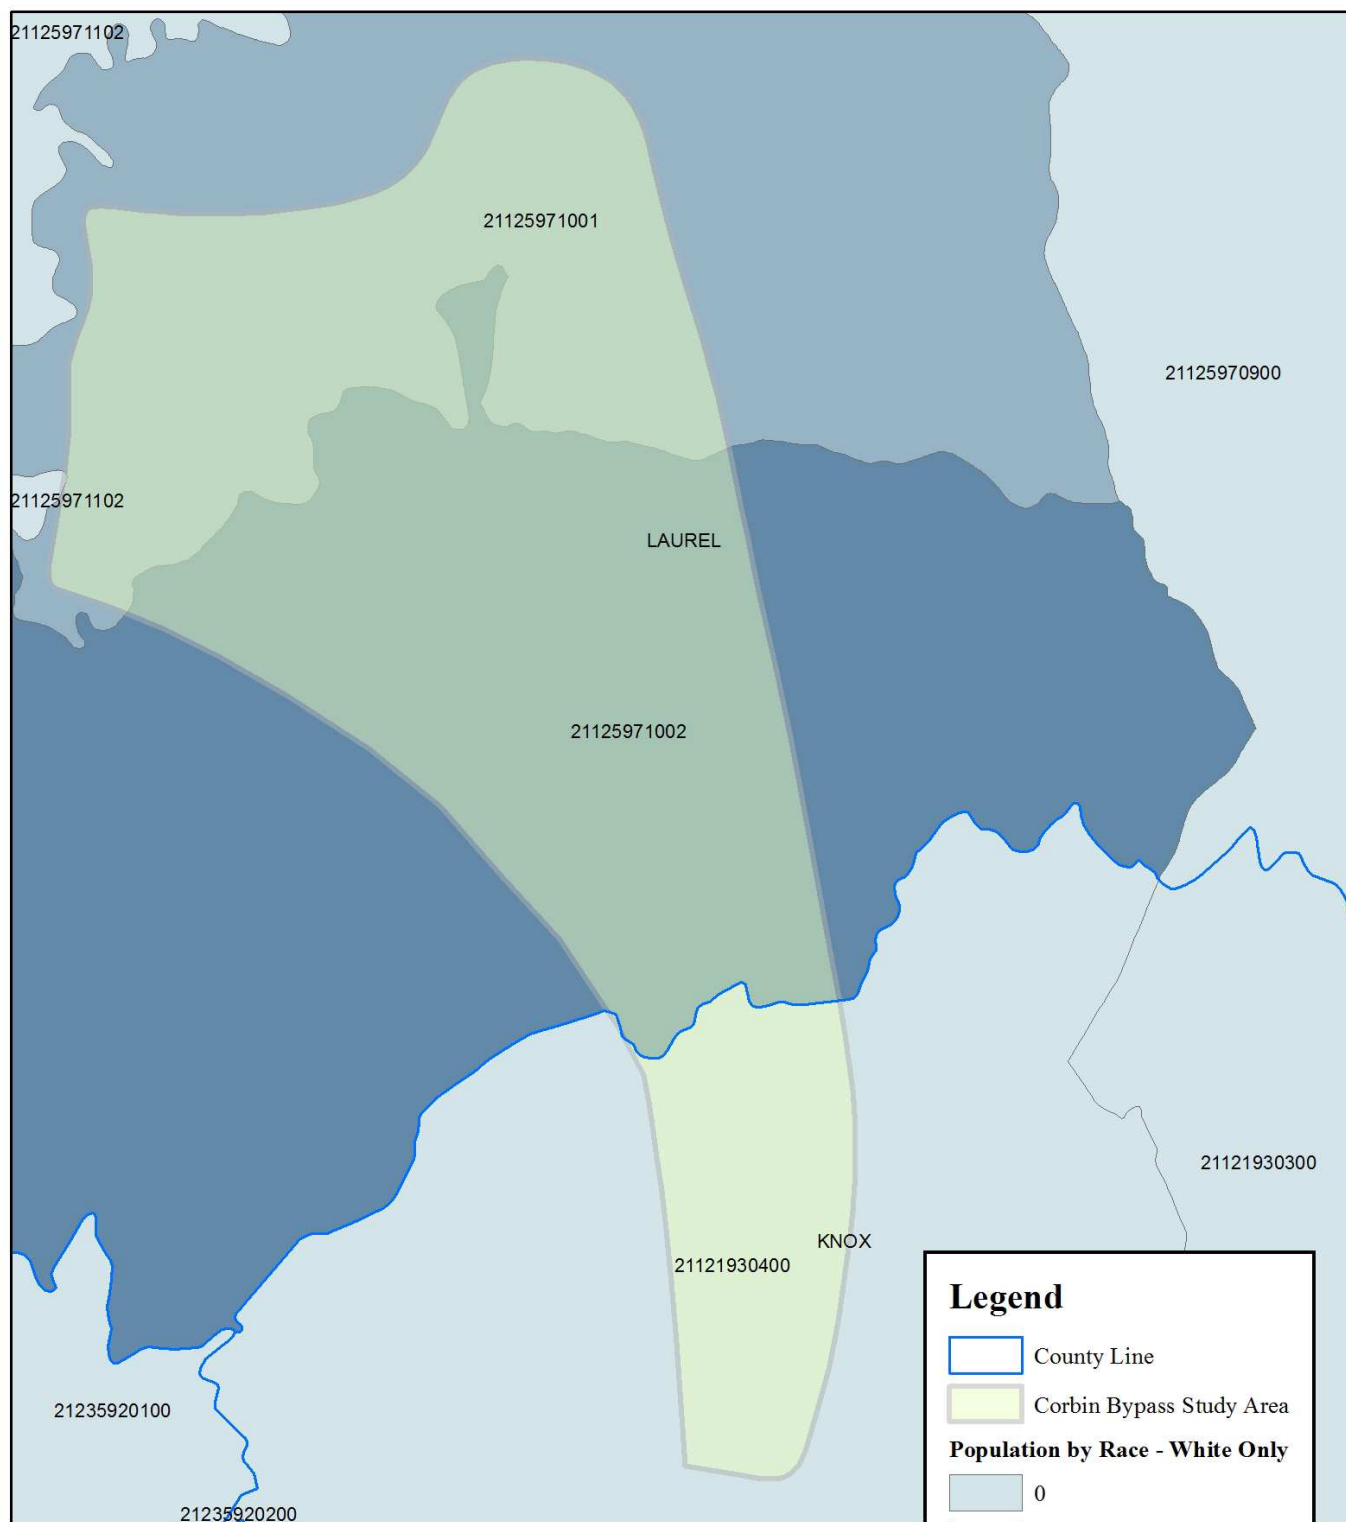 21125971102
21125971001
21125970900
21125971102
LAUREL
21125971002
21121930300
KNOX
21121930400
Legend
County Line
Corbin Bypass Study Area
Population by Race - White Only
0
21235920100
21235920200